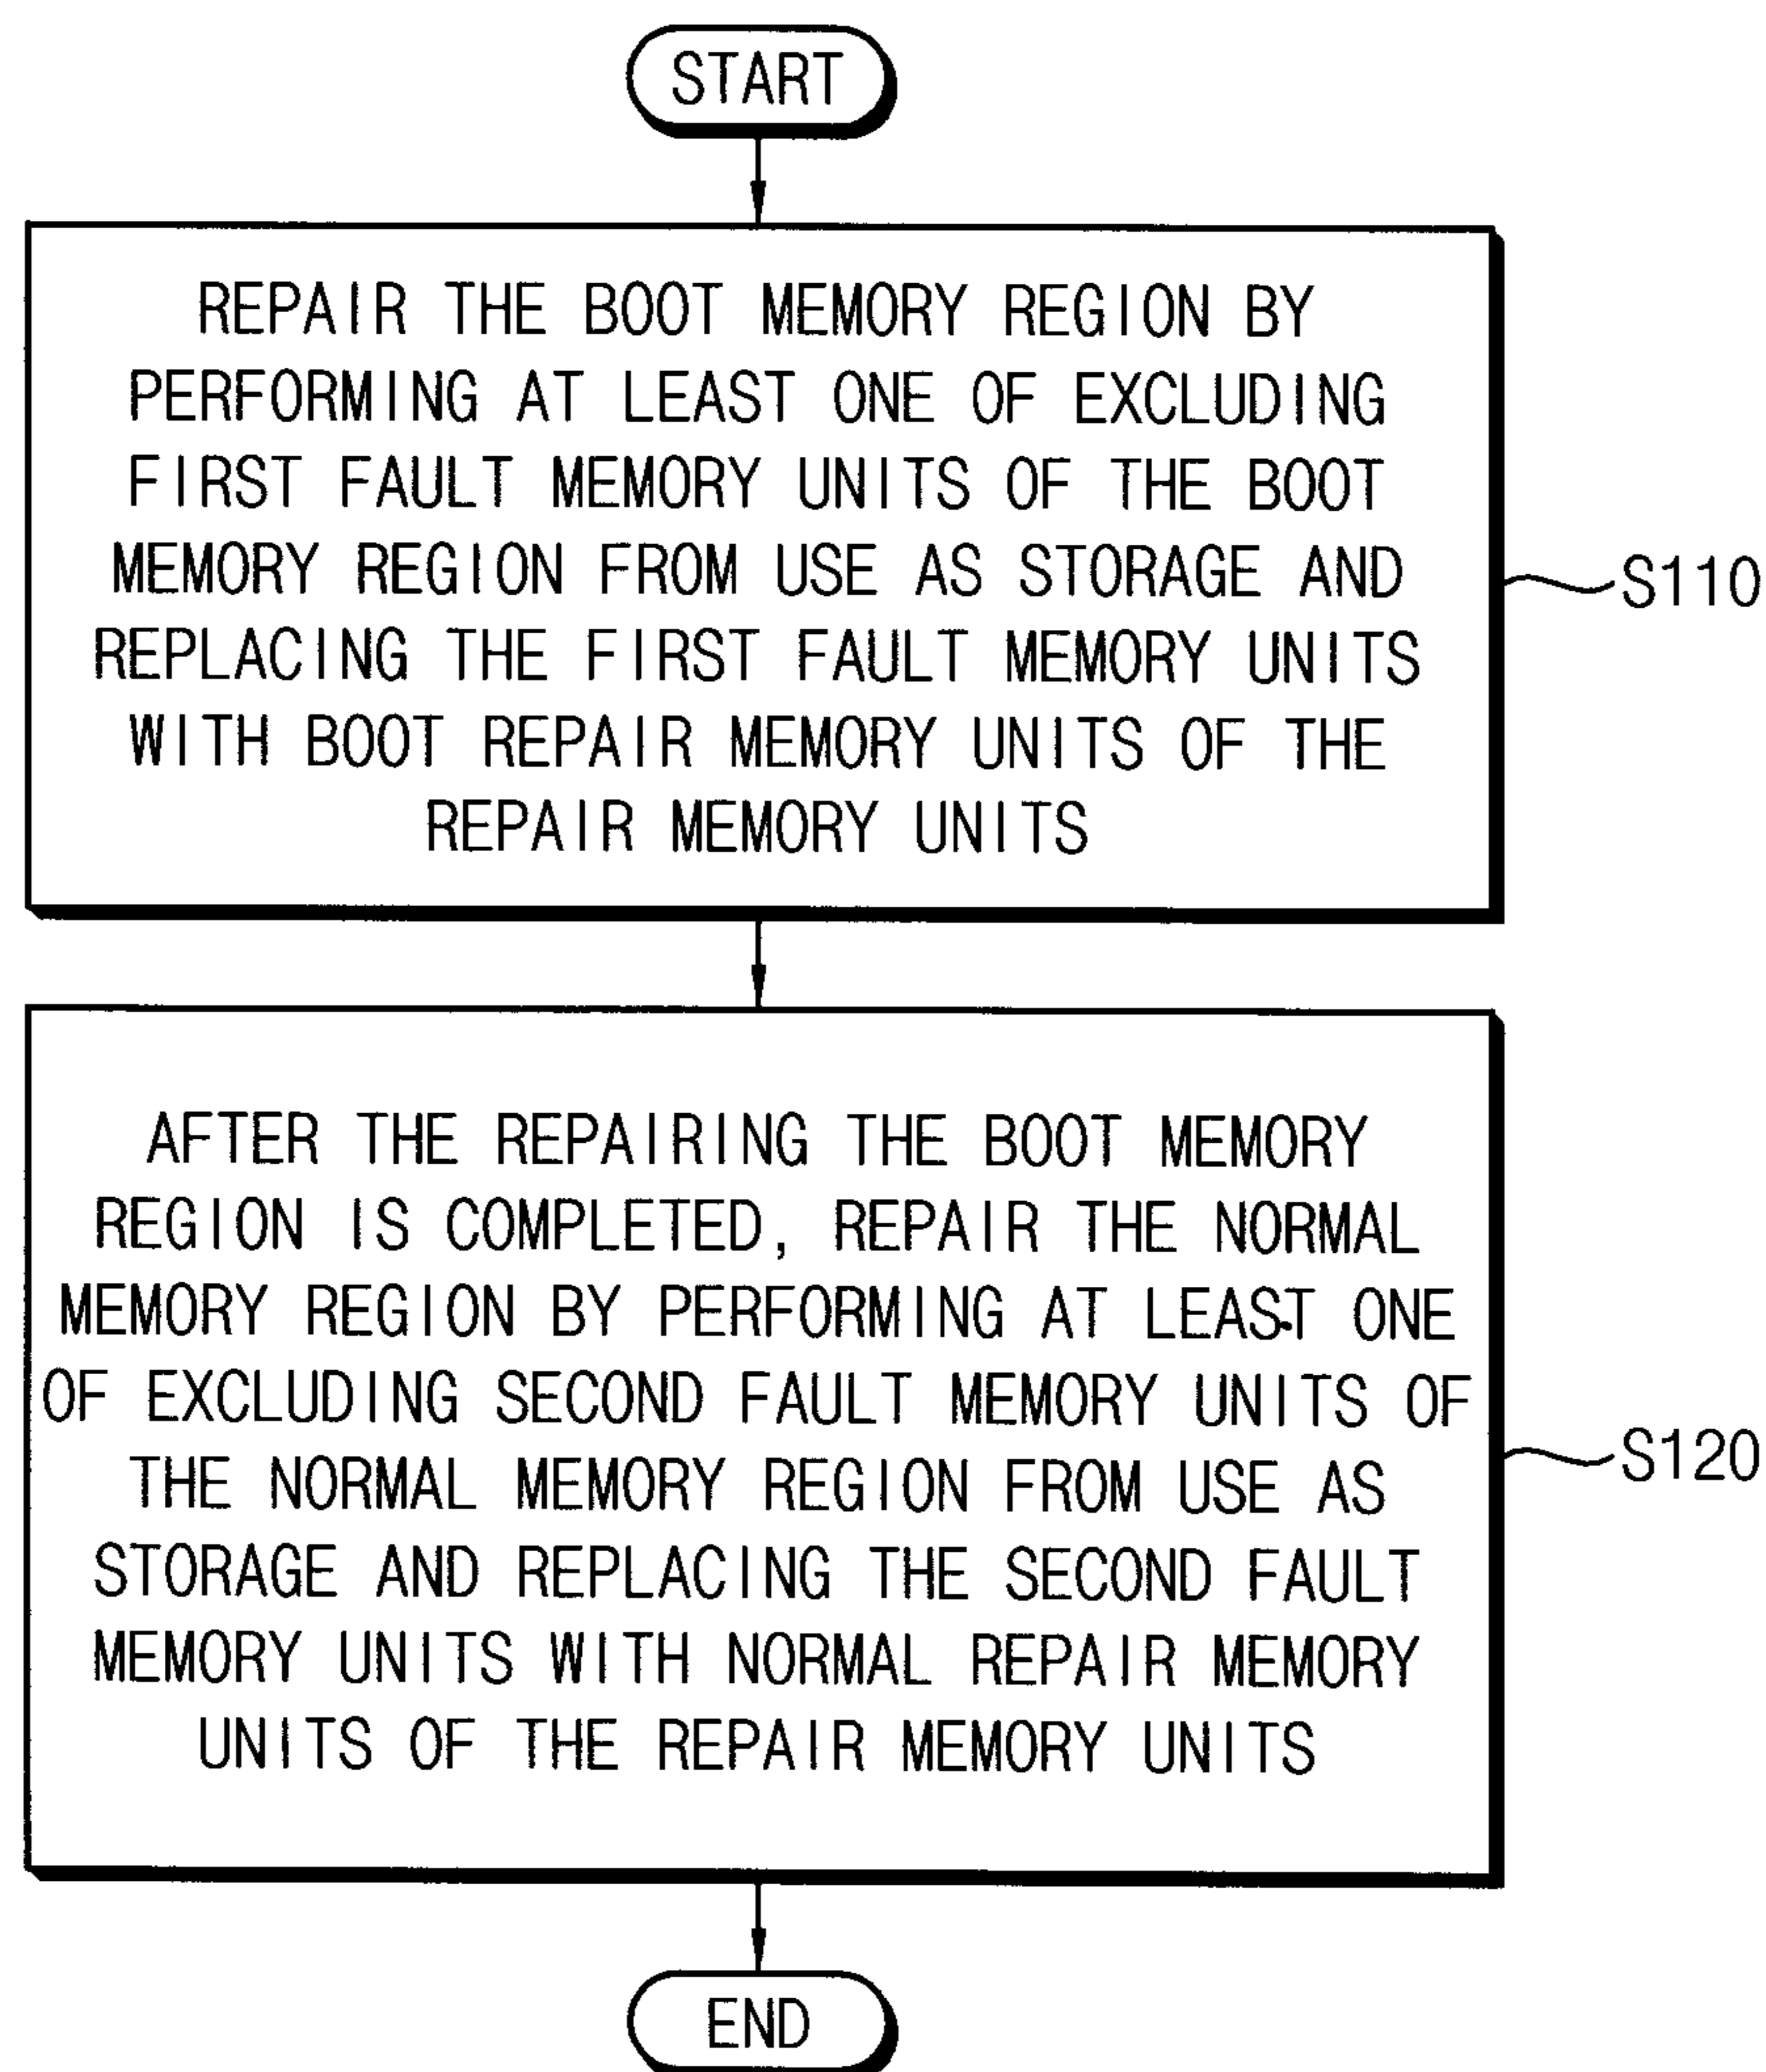 START
REPAIR THE BOOT MEMORY REGION BY
PERFORMING AT LEAST ONE OF EXCLUDING
FIRST FAULT MEMORY UNITS OF THE BOOT
MEMORY REGION FROM USE AS STORAGE AND
REPLACING THE FIRST FAULT MEMORY UNITS
WITH BOOT REPAIR MEMORY UNITS OF THE
REPAIR MEMORY UNITS
S110
AFTER THE REPAIRING THE BOOT MEMORY
REGION IS COMPLETED, REPAIR THE NORMAL
MEMORY REGION BY PERFORMING AT LEAST ONE
OF EXCLUDING SECOND FAULT MEMORY UNITS OF
THE NORMAL MEMORY REGION FROM USE AS
STORAGE AND REPLACING THE SECOND FAULT
MEMORY UNITS WITH NORMAL REPAIR MEMORY
UNITS OF THE REPAIR MEMORY UNITS
S120
END